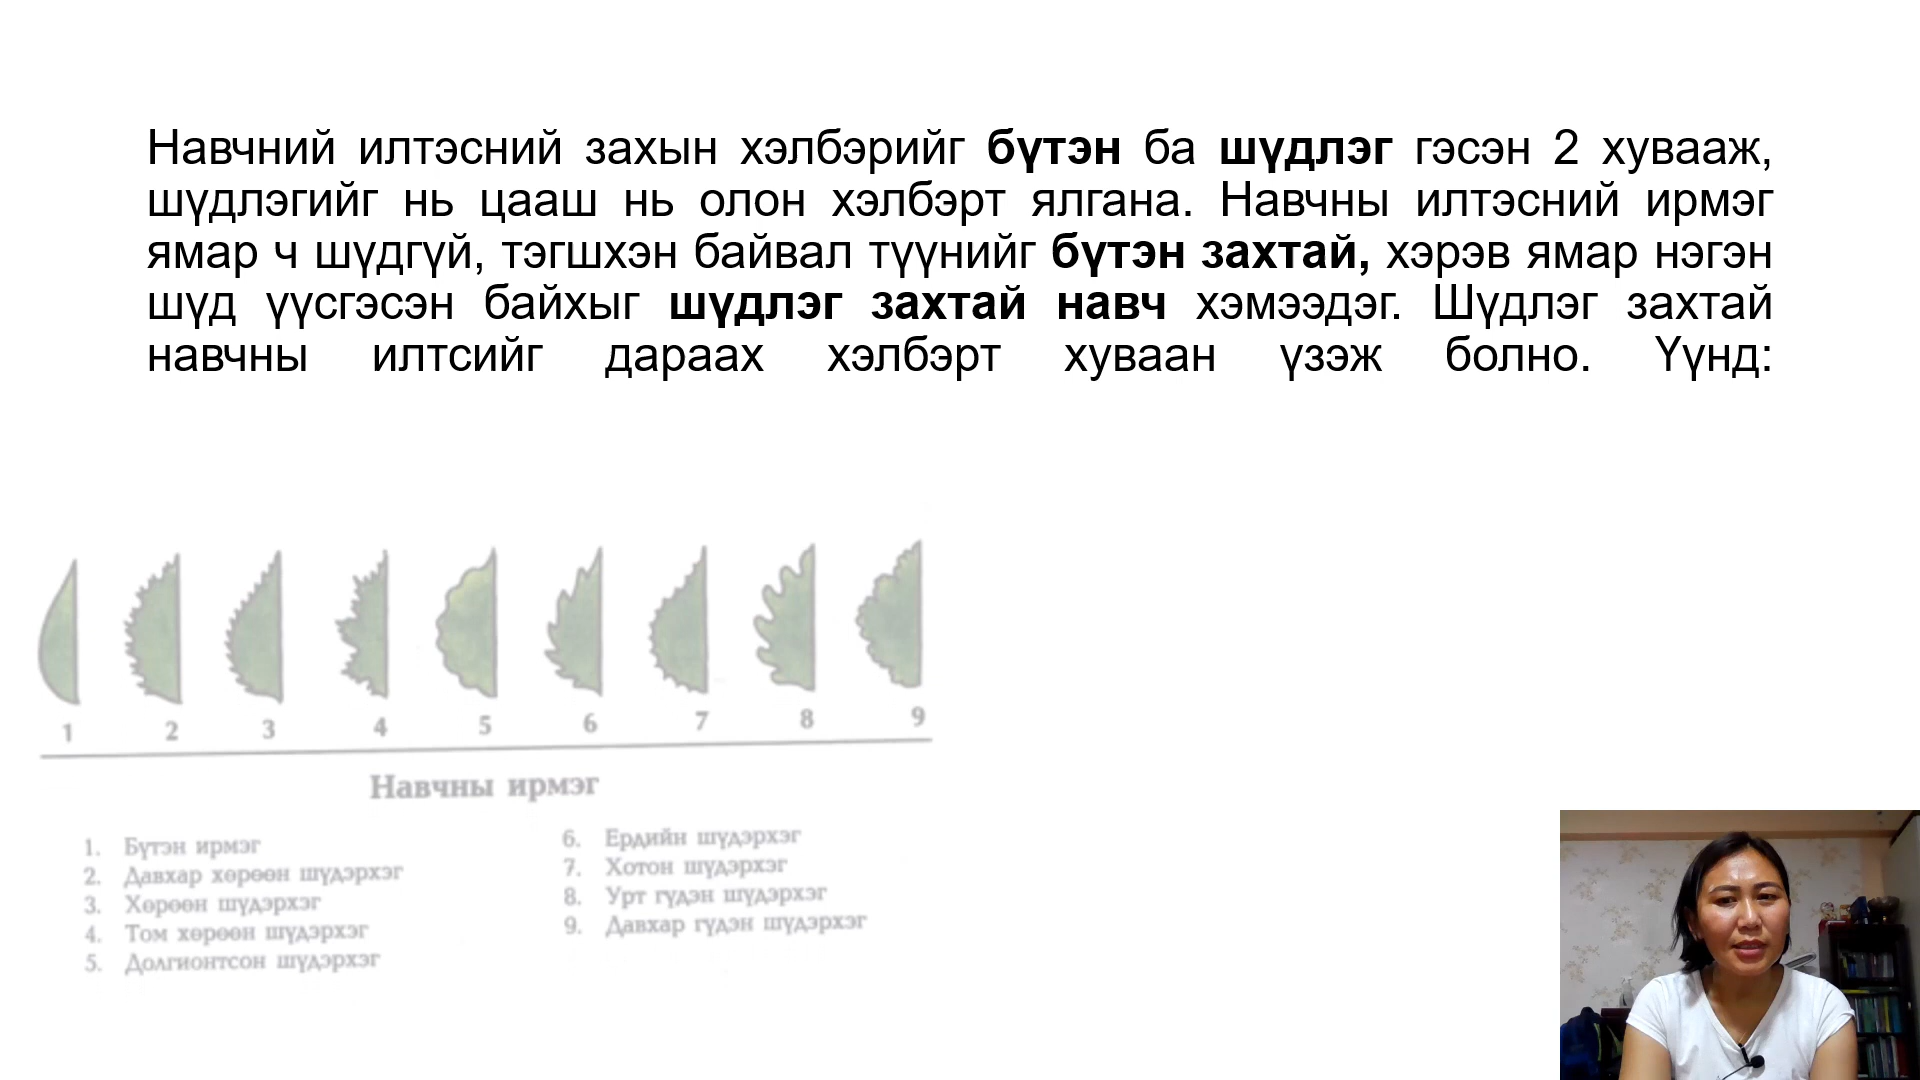 Навчний илтэсний захын хэлбэрийг бүтэн ба шүдлэг гэсэн 2 хувааж,
шүдлэгийг нь цааш нь олон хэлбэрт ялгана. Навчны илтэсний ирмэг
ямар ч шүдгүй, тэгшхэн байвал түүнийг бүтэн захтай, хэрэв ямар нэгэн
шүд үүсгэсэн байхыг шүдлэг захтай навч хэмээдэг. Шүдлэг захтай
навчны илтсийг дараах хэлбэрт хуваан үзэж болно. Үүнд:
1 2 3 4 5 6 7 8 9
Навчны ирмэг
1. Бүтэн ирмэг
2. Давхар хөрөөн шүдэрхэг
3. Хөрөөн шүдэрхэг
4. Том хөрөөн шүдэрхэг
5. Долгионтсон шүдэрхэг
6. Ердийн шүдэрхэг
7. Хотон шүдэрхэг
8. Урт гүдэн шүдэрхэг
9. Давхар гүдэн шүдэрхэг